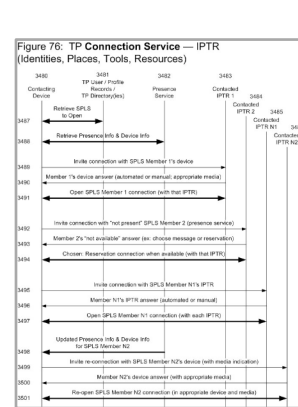 Figure 76: TP Connection Service — IPTR
(Identities, Places, Tools, Resources)
3480
Contacting
Device
3481
TP User / Profile
Records /
TP Directory(ies)
3482
Presence
Service
3483
Contacted
IPTR 1
3484
Contacted
IPTR 2
3485
Contacted
IPTR N1
Contacted
IPTR N2
Retrieve SPLS
to Open
3487
Retrieve Presence Info & Device Info
3488
Invite connection with SPLS Member 1's device
3489
Member 1's device answer (automated or manual; appropriate media)
3490
Open SPLS Member 1 connection (with that IPTR)
3491
Invite connection with "not present" SPLS Member 2 (presence service)
3492
Member 2's "not available" answer (ex: choose message or reservation)
3493
Chosen: Reservation connection when available (with that IPTR)
3494
Invite connection with SPLS Member N1's IPTR
3495
Member N1's IPTR answer (automated or manual)
3496
Open SPLS Member N1 connection (with each IPTR)
3497
Updated Presence Info & Device Info
for SPLS Member N2
3498
Invite re-connection with SPLS Member N2's device (with media indication)
3499
Member N2's device answer (with appropriate media)
3500
Re-open SPLS Member N2 connection (in appropriate device and media)
3501